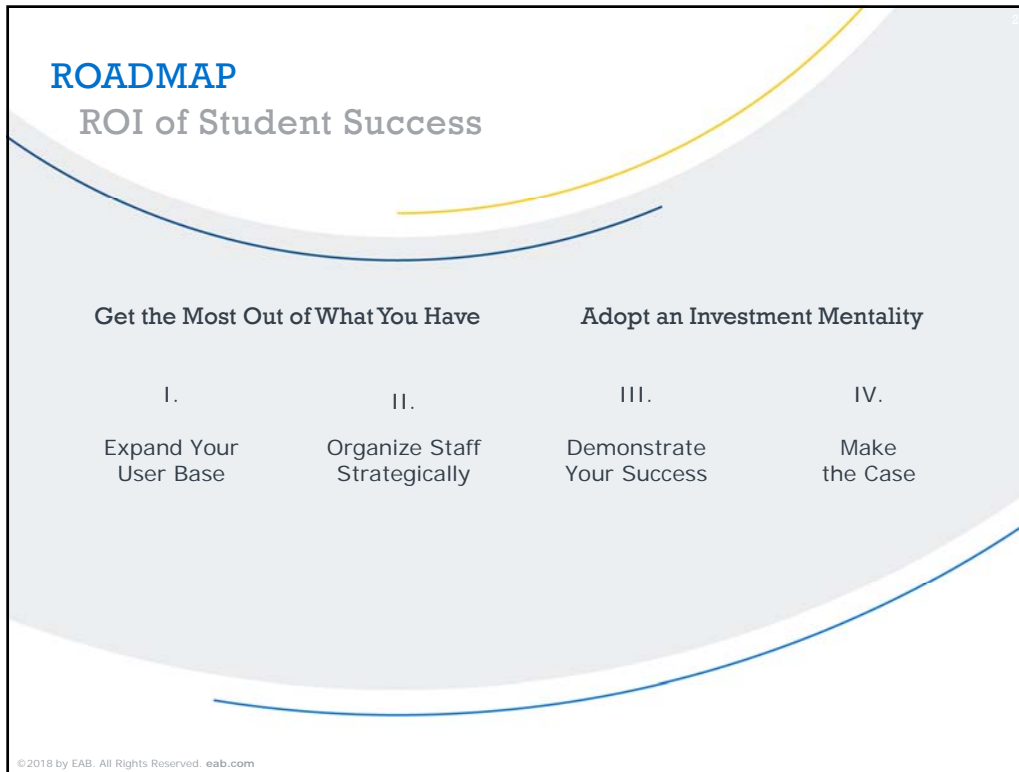 ROADMAP
ROI of Student Success
Get the Most Out of What You Have
Adopt an Investment Mentality
I.
II.
III.
IV.
Expand Your
User Base
Organize Staff
Strategically
Demonstrate
Your Success
Make
the Case
©2018 by EAB. All Rights Reserved. eab.com